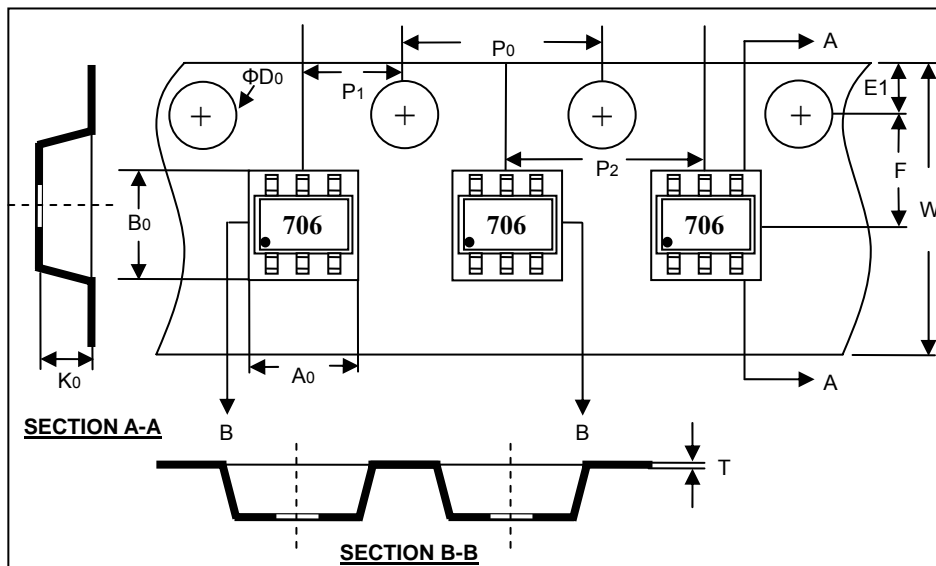 A
P0
ΦD0
P1
E1
F
P2
W
B0
706
706
706
K0
A0
A
SECTION A-A
B
B
T
SECTION B-B